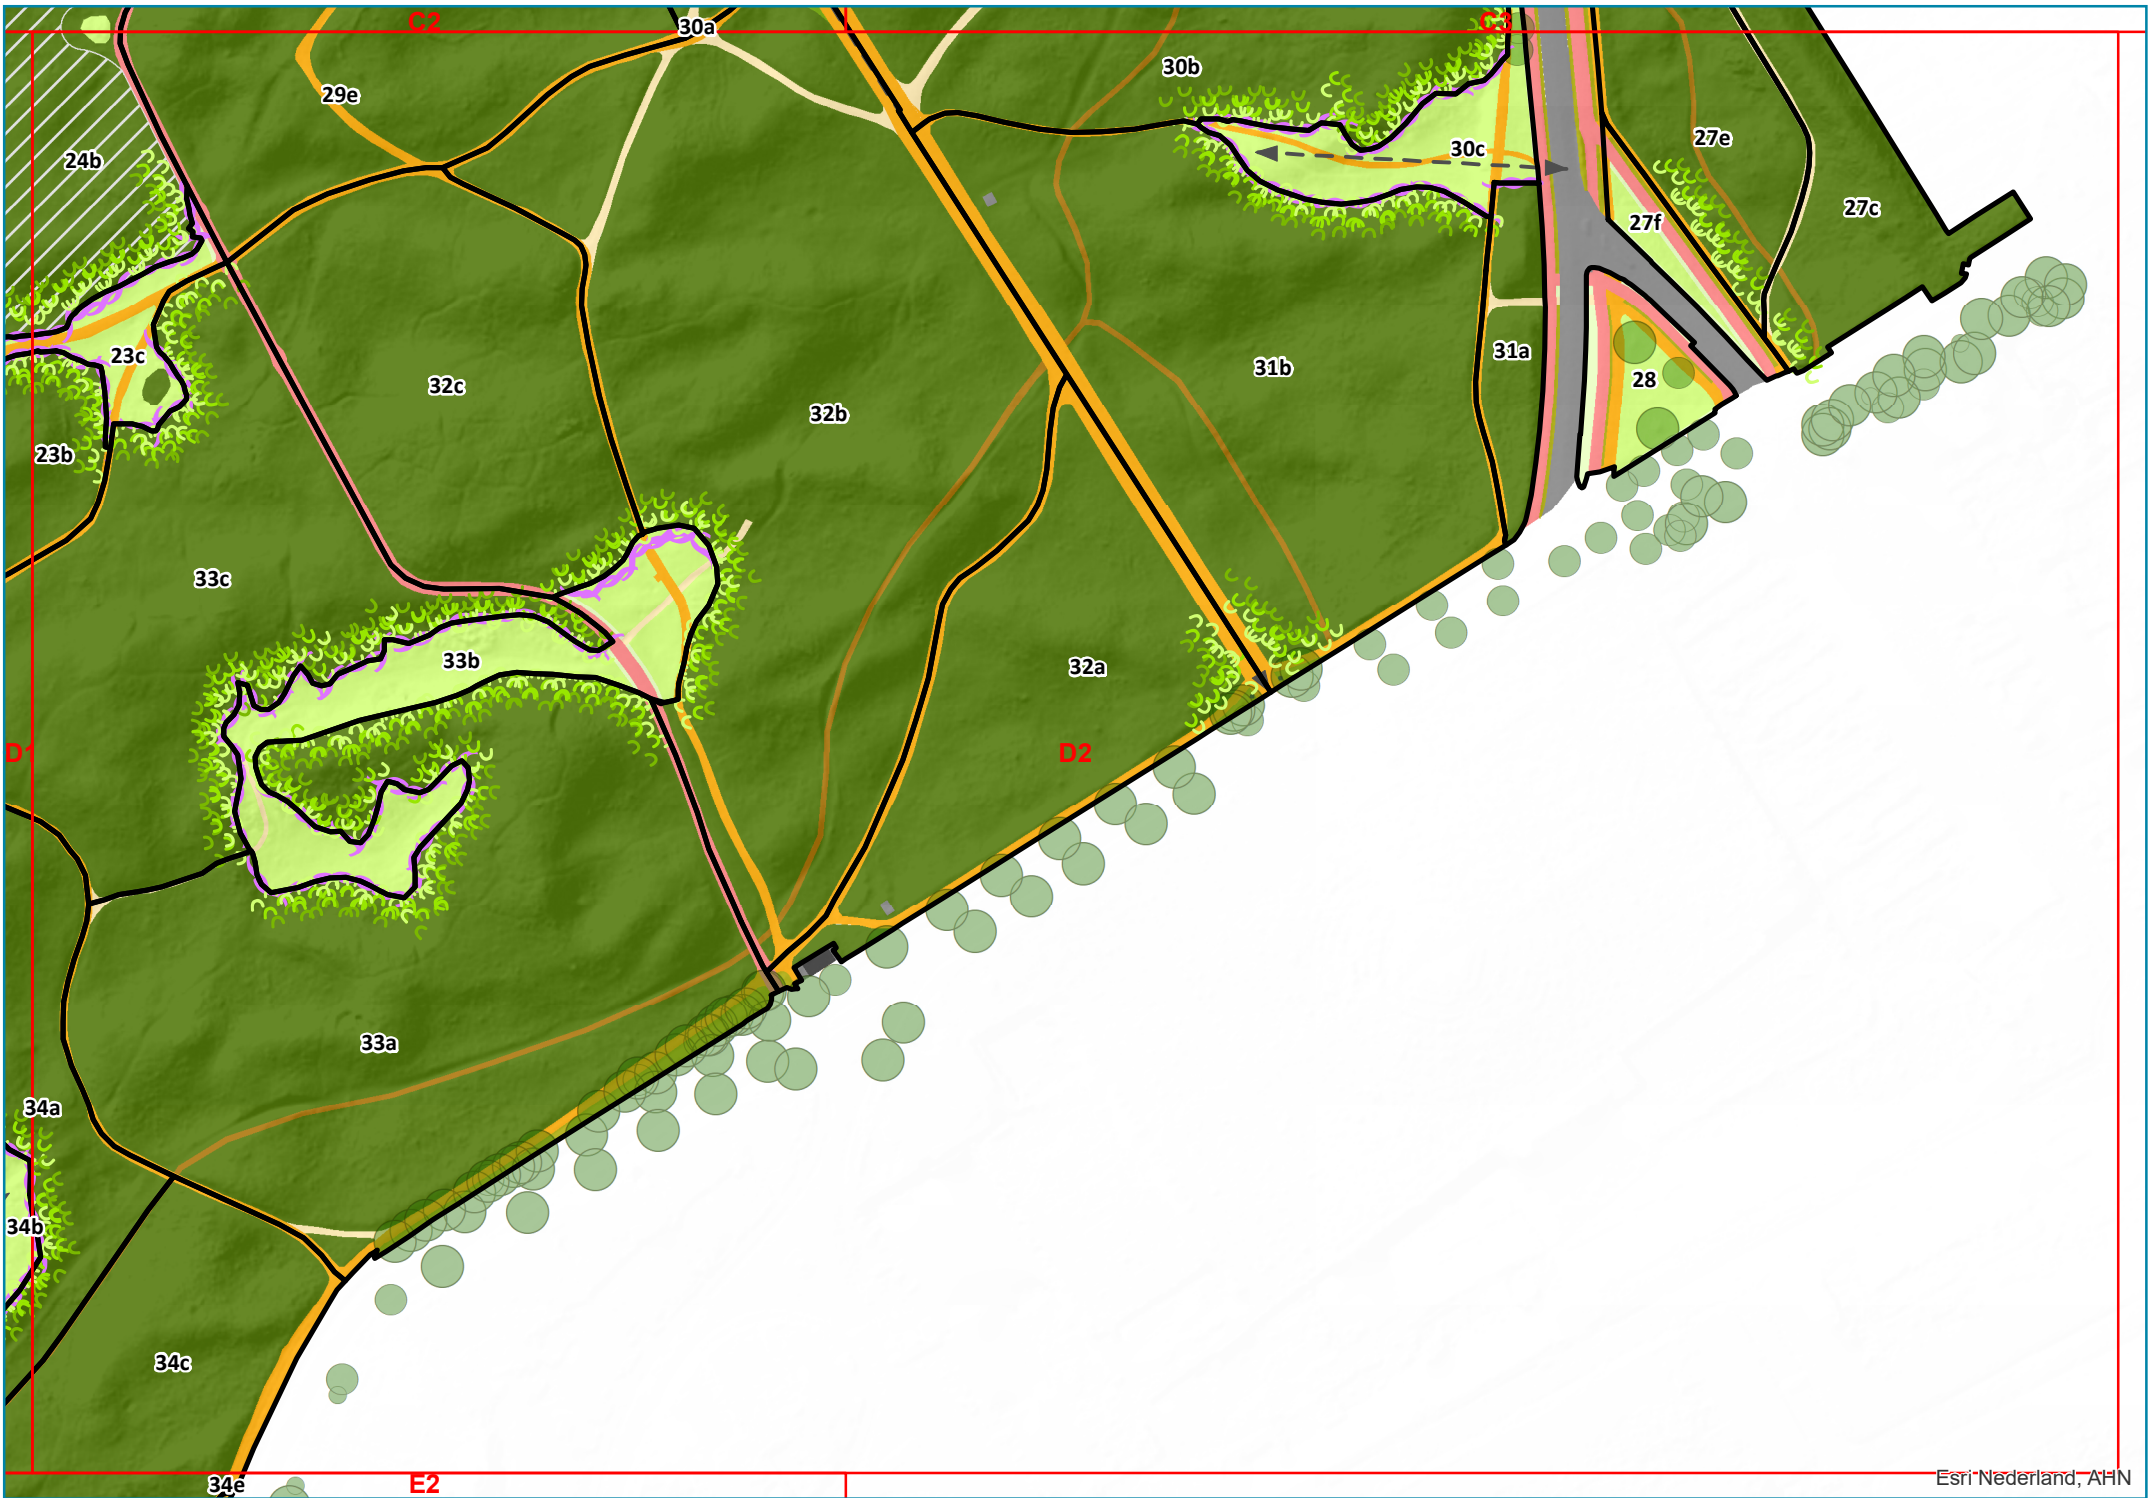 C2
30a
C3
30b
29e
27e
30c
24b
27c
27f
23c
31a
31b
28
32c
32b
23b
33c
33b
32a
D1
D2
33a
34a
34b
34c
34e
E2
Esri Nederland, AHN